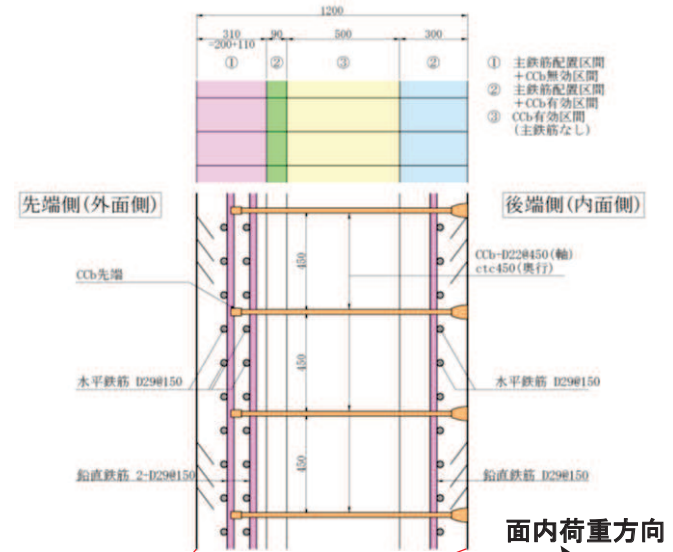 1200
310
=200+110
90
500
300
① ② ③ ②
① 主鉄筋配置区間
+CCb無効区間
② 主鉄筋配置区間
+CCb有効区間
③ CCb有効区間
(主鉄筋なし)
先端側(外面側)
後端側(内面側)
CCb-D22@450(軸)
ctc450(奥行)
CCb先端
450
450
450
水平鉄筋 D29@150
水平鉄筋 D29@150
鉛直鉄筋 2-D29@150
鉛直鉄筋 D29@150
面内荷重方向